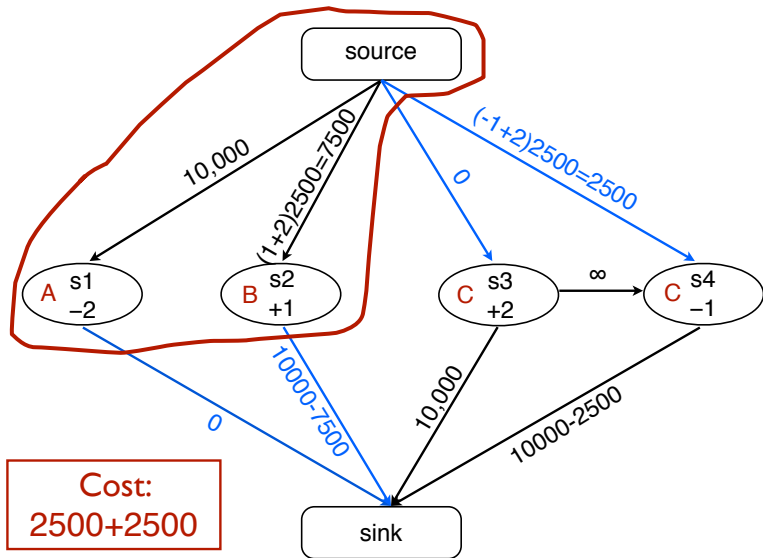 source
10,000
(1+2)2500=7500
0
(-1+2)2500=2500
A
s1
−2
B
s2
+1
C
s3
+2
∞
C
s4
−1
0
10000-7500
10,000
10000-2500
Cost:
2500+2500
sink